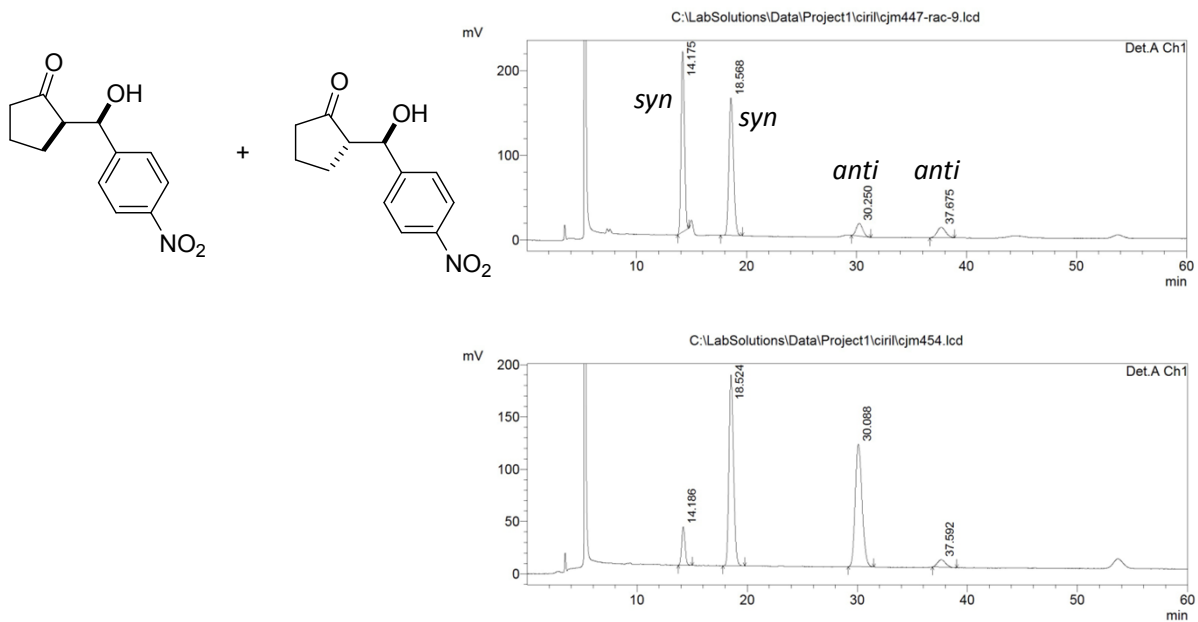 C:\LabSolutions\Data\Project1\ciril\cjm447-rac-9.lcd
mV
Det.A Ch1
200
100
0
14.175
18.568
30.250
37.675
syn
syn
anti
anti
10 20 30 40 50 60
min
O
OH
NO2
+
O
OH
NO2
C:\LabSolutions\Data\Project1\ciril\cjm454.lcd
mV
Det.A Ch1
200
150
100
50
0
14.186
18.524
30.088
37.592
10 20 30 40 50 60
min